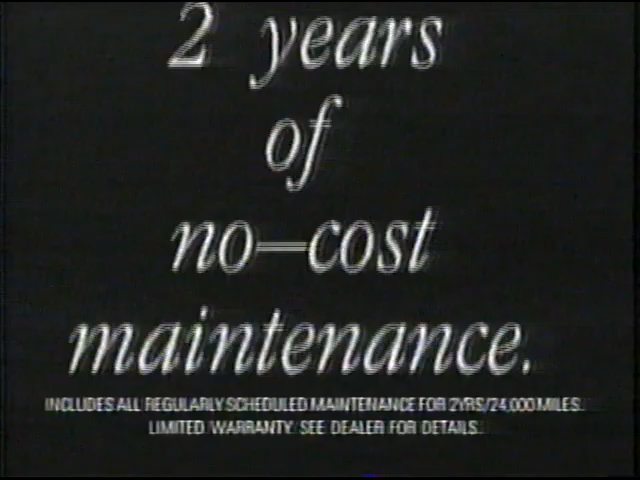 2 years
of
no-cost
maintenance.
INCLUDES ALL REGULARLY SCHEDULED MAINTENANCE FOR 2YRS/24,000 MILES.
LIMITED WARRANTY. SEE DEALER FOR DETAILS.